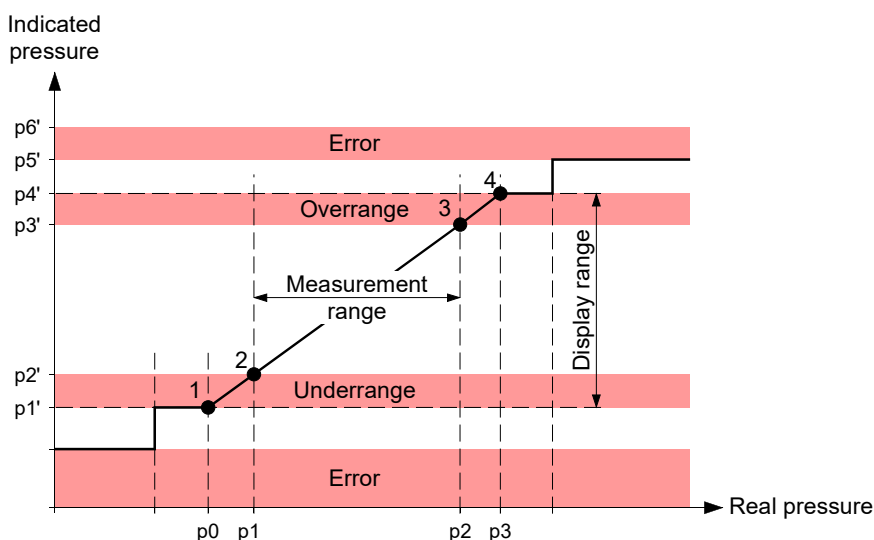 Indicated
pressure
p6'
Error
p5'
p4'
4
Overrange
3
p3'
Measurement
range
Display range
p2'
2
1
Underrange
p1'
Error
Real pressure
p0
p1
p2
p3